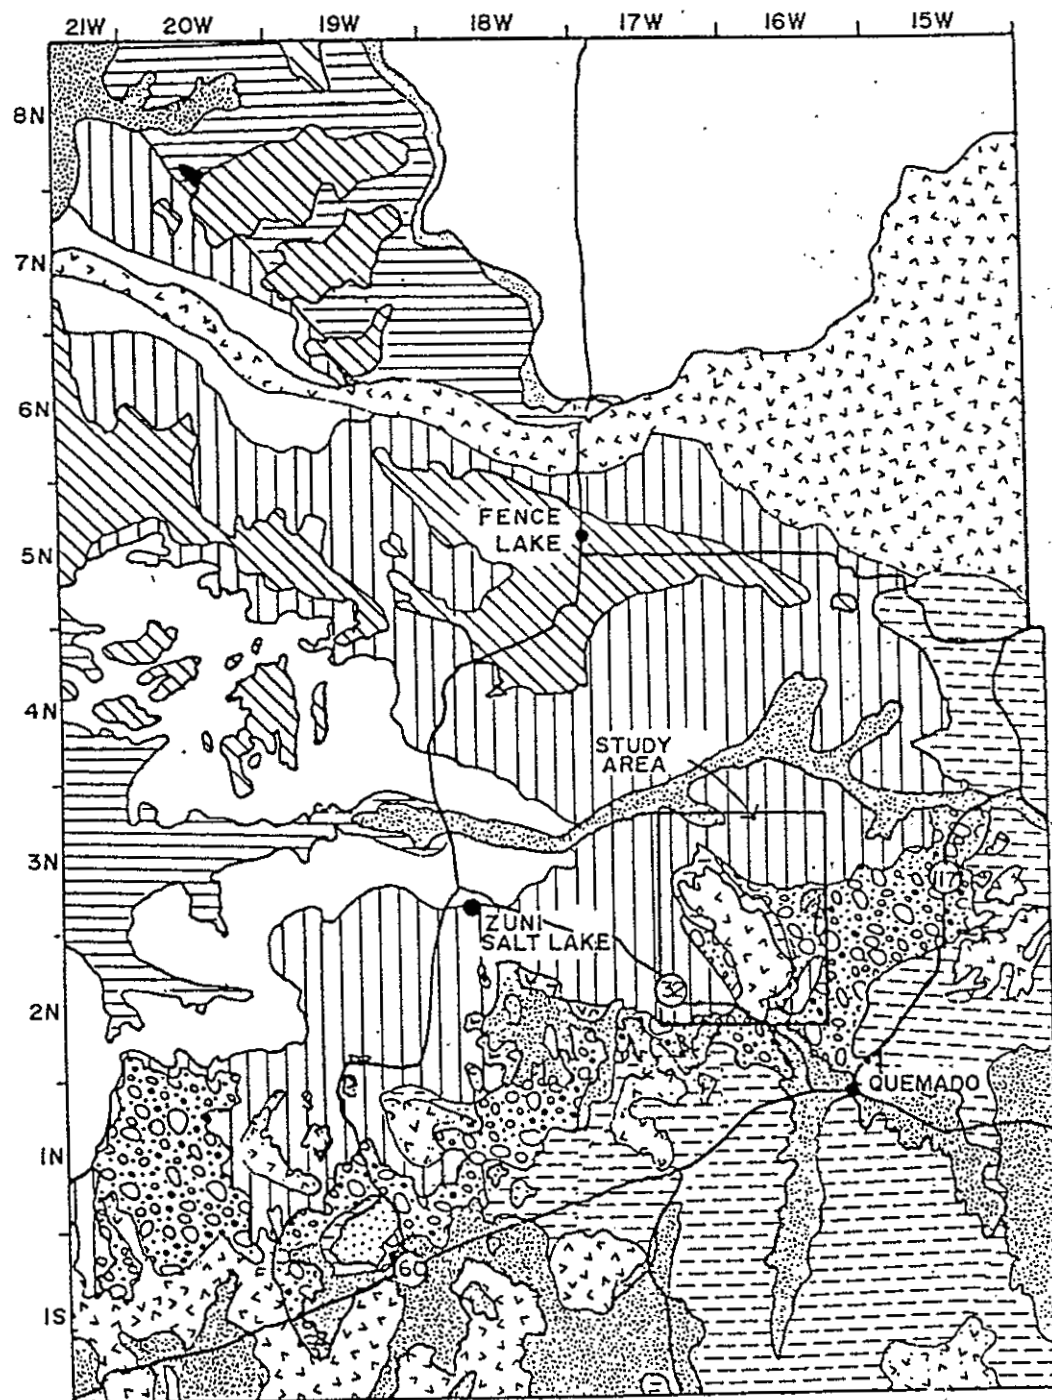 21W 20W 19W 18W 17W 16W 15W
8N
7N
6N
FENCE
LAKE
5N
4N
STUDY
AREA
3N
117
ZUNI
SALT LAKE
32
2N
QUEMADO
1N
60
1S